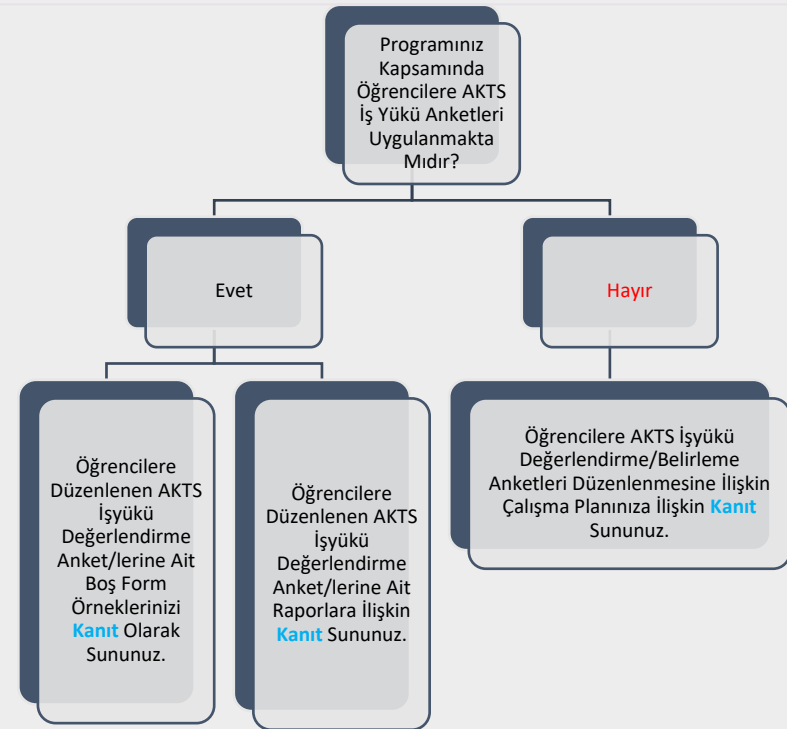 Programınız
Kapsamında
Öğrencilere AKTS
İş Yükü Anketleri
Uygulanmakta
Mıdır?
Evet
Hayır
Öğrencilere
Düzenlenen AKTS
İşyükü
Değerlendirme
Anket/lerine Ait
Boş Form
Örneklerinizi
Kanıt Olarak
Sununuz.
Öğrencilere
Düzenlenen AKTS
İşyükü
Değerlendirme
Anket/lerine Ait
Raporlara İlişkin
Kanıt Sununuz.
Öğrencilere AKTS İşyükü
Değerlendirme/Belirleme
Anketleri Düzenlenmesine İlişkin
Çalışma Planınıza İlişkin Kanıt
Sununuz.